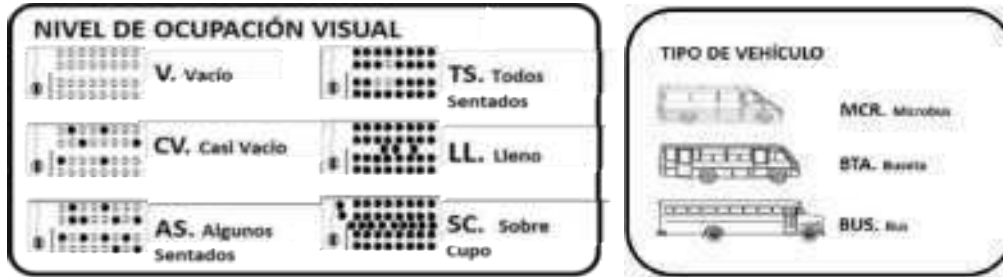 NIVEL DE OCUPACIÓN VISUAL
V. Vacío
TS. Todos
Sentados
CV. Casi Vacío
LL. Lleno
AS. Algunos
Sentados
SC. Sobre
Cupo
TIPO DE VEHÍCULO
MCR. Microbus
BTA. Buseta
BUS. Bus